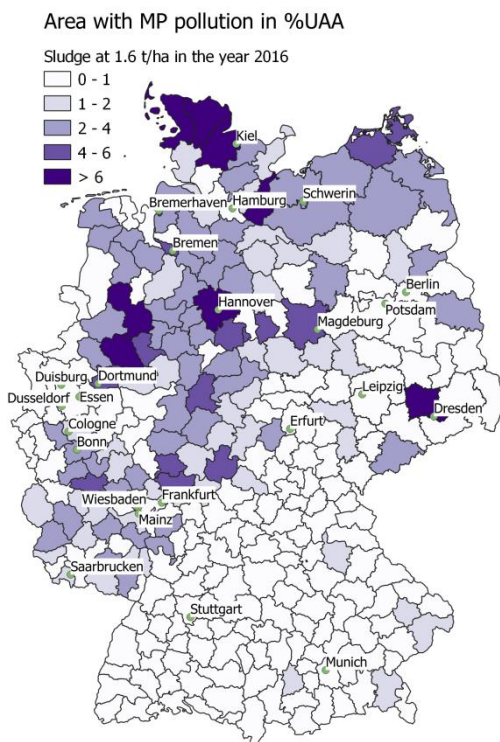 Area with MP pollution in %UAA
Sludge at 1.6 t/ha in the year 2016
0 - 1
1 - 2
2 - 4
4 - 6
> 6
Kiel
Bremerhaven
Hamburg
Schwerin
Bremen
Berlin
Hannover
Potsdam
Magdeburg
Duisburg
Dortmund
Dusseldorf
Essen
Leipzig
Dresden
Cologne
Erfurt
Bonn
Wiesbaden
Frankfurt
Mainz
Saarbrucken
Stuttgart
Munich